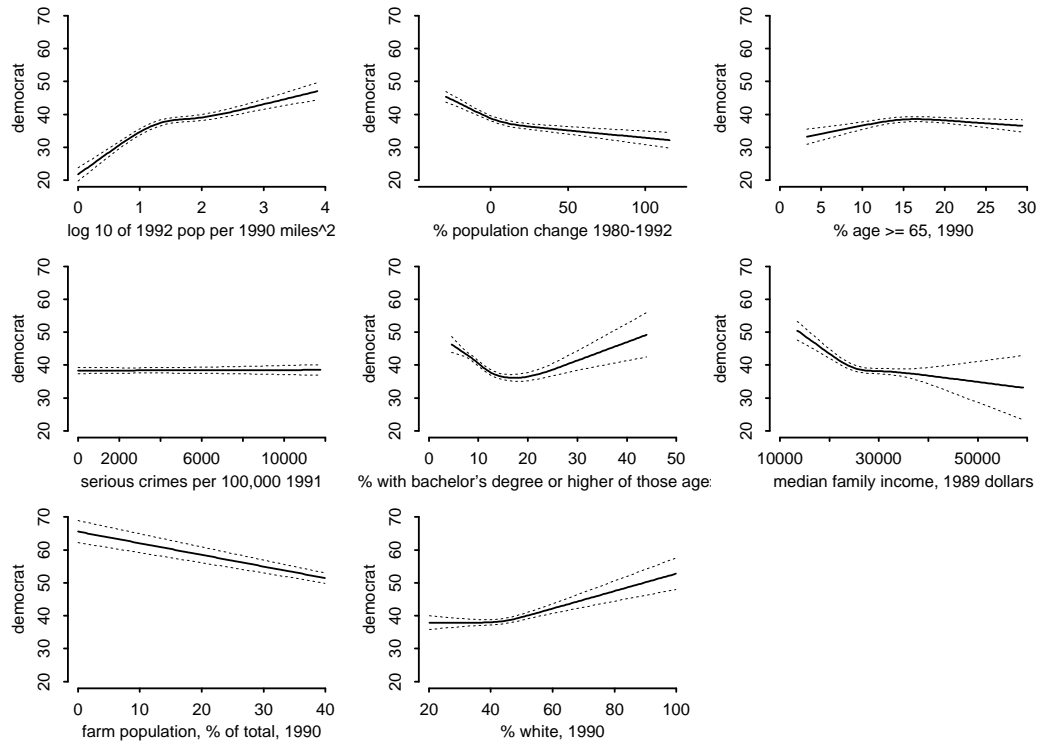 democrat
20 30 40 50 60 70
0 1 2 3 4
log 10 of 1992 pop per 1990 miles^2
democrat
20 30 40 50 60 70
0 50 100
% population change 1980-1992
democrat
20 30 40 50 60 70
0 5 10 15 20 25 30
% age >= 65, 1990
democrat
20 30 40 50 60 70
0 2000 6000 10000
serious crimes per 100,000 1991
democrat
20 30 40 50 60 70
0 10 20 30 40 50
% with bachelor's degree or higher of those age
democrat
20 30 40 50 60 70
10000 30000 50000
median family income, 1989 dollars
democrat
20 30 40 50 60 70
0 10 20 30 40
farm population, % of total, 1990
democrat
20 30 40 50 60 70
20 40 60 80 100
% white, 1990